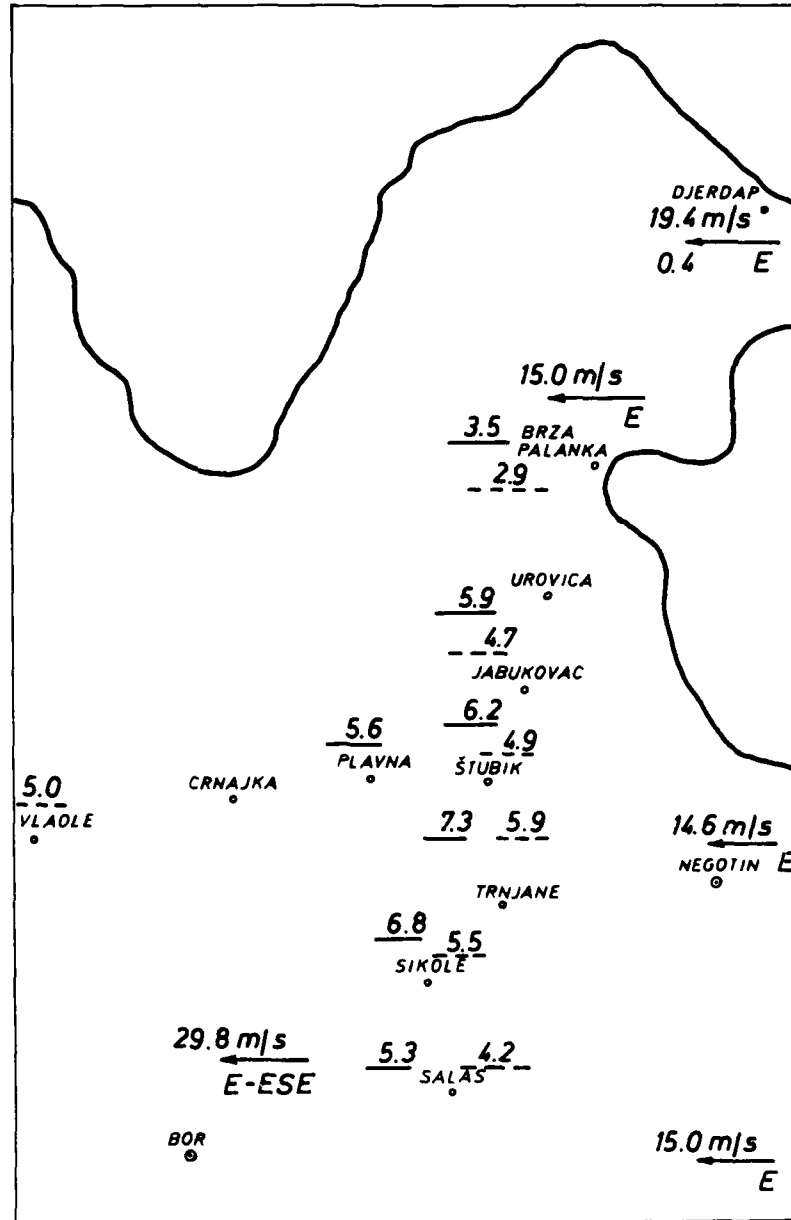 DJERDAP
19.4 m/s
0.4 E
15.0 m/s
E
3.5 BRZA
PALANKA
2.9
UROVICA
5.9
4.7
JABUKOVAC
6.2
5.6
4.9
PLAVNA
ŠTUBIK
CRNAJKA
5.0
VLAOLE
7.3 5.9
14.6 m/s
NEGOTIN E
TRNJANE
6.8
5.5
SIKOLE
29.8 m/s
E-ESE
5.3 4.2
SALAŠ
BOR
15.0 m/s
E